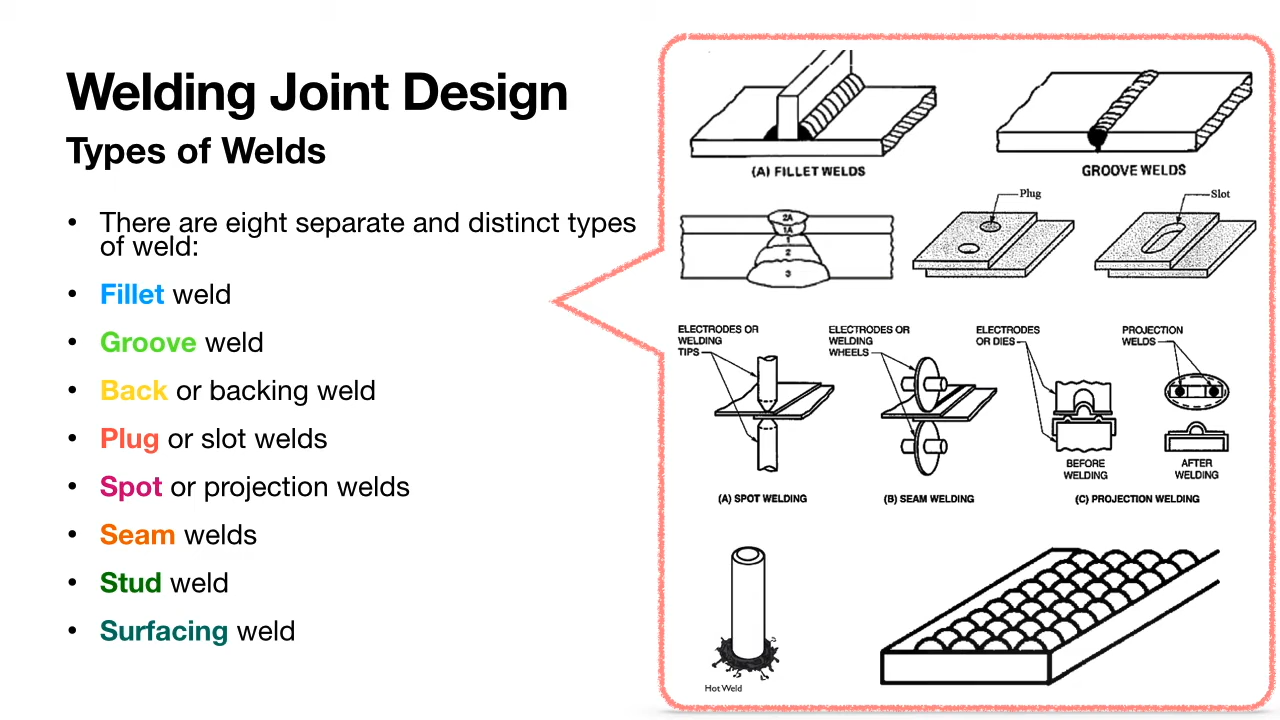 Welding Joint Design
Types of Welds
• There are eight separate and distinct types
of weld:
• Fillet weld
• Groove weld
• Back or backing weld
• Plug or slot welds
• Spot or projection welds
• Seam welds
• Stud weld
• Surfacing weld
(A) FILLET WELDS
GROOVE WELDS
2A
1A
1
2
3
Plug
Slot
ELECTRODES OR
WELDING
TIPS
ELECTRODES OR
WELDING
WHEELS
ELECTRODES
OR DIES
PROJECTION
WELDS
BEFORE
WELDING
AFTER
WELDING
(A) SPOT WELDING
(B) SEAM WELDING
(C) PROJECTION WELDING
Hot Weld